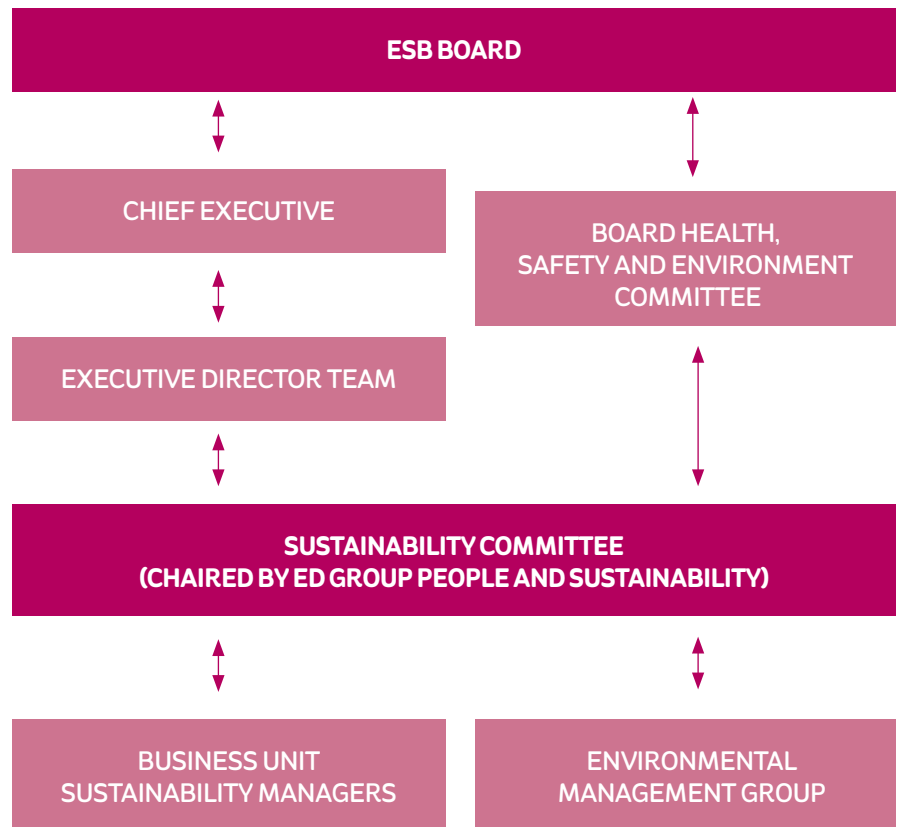 ESB BOARD
CHIEF EXECUTIVE
BOARD HEALTH,
SAFETY AND ENVIRONMENT
COMMITTEE
EXECUTIVE DIRECTOR TEAM
SUSTAINABILITY COMMITTEE
(CHAIRED BY ED GROUP PEOPLE AND SUSTAINABILITY)
BUSINESS UNIT
SUSTAINABILITY MANAGERS
ENVIRONMENTAL
MANAGEMENT GROUP